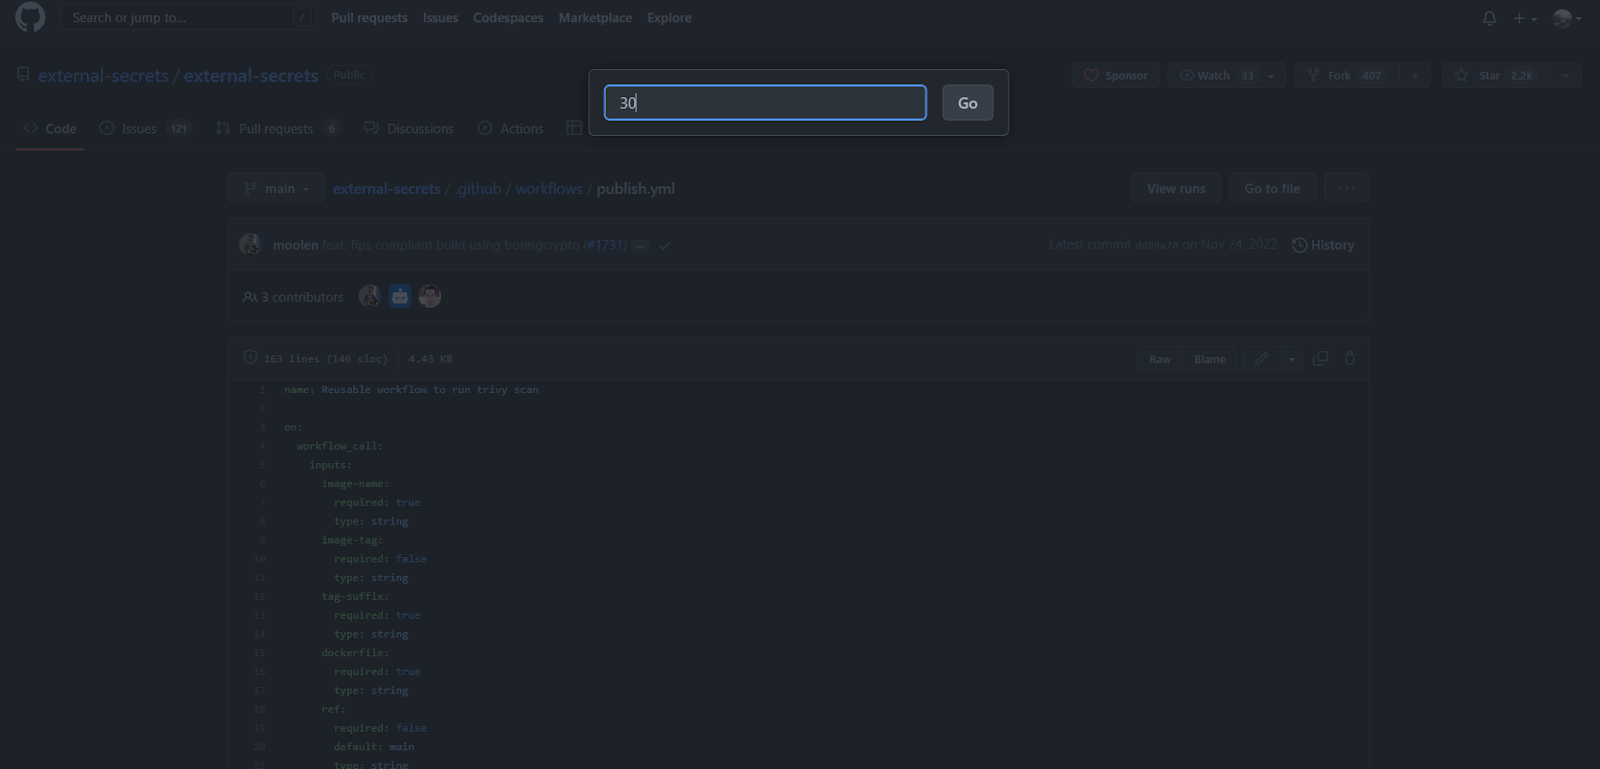 Search or jump to... / Pull requests Issues Codespaces Marketplace Explore
external-secrets / external-secrets Public Sponsor Watch 33 Fork 407 Star 2.2k
30 Go
Code Issues 121 Pull requests 6 Discussions Actions
main external-secrets / .github / workflows / publish.yml View runs Go to file ...
moolen feat: fips compliant build using boringcrypto (#1731) ... Latest commit dd08a78 on Nov 24, 2022 History
3 contributors
163 lines (146 sloc) 4.43 KB Raw Blame
1 name: Reusable workflow to run trivy scan
2
3 on:
4 workflow_call:
5 inputs:
6 image-name:
7 required: true
8 type: string
9 image-tag:
10 required: false
11 type: string
12 tag-suffix:
13 required: true
14 type: string
15 dockerfile:
16 required: true
17 type: string
18 ref:
19 required: false
20 default: main
21 type: string